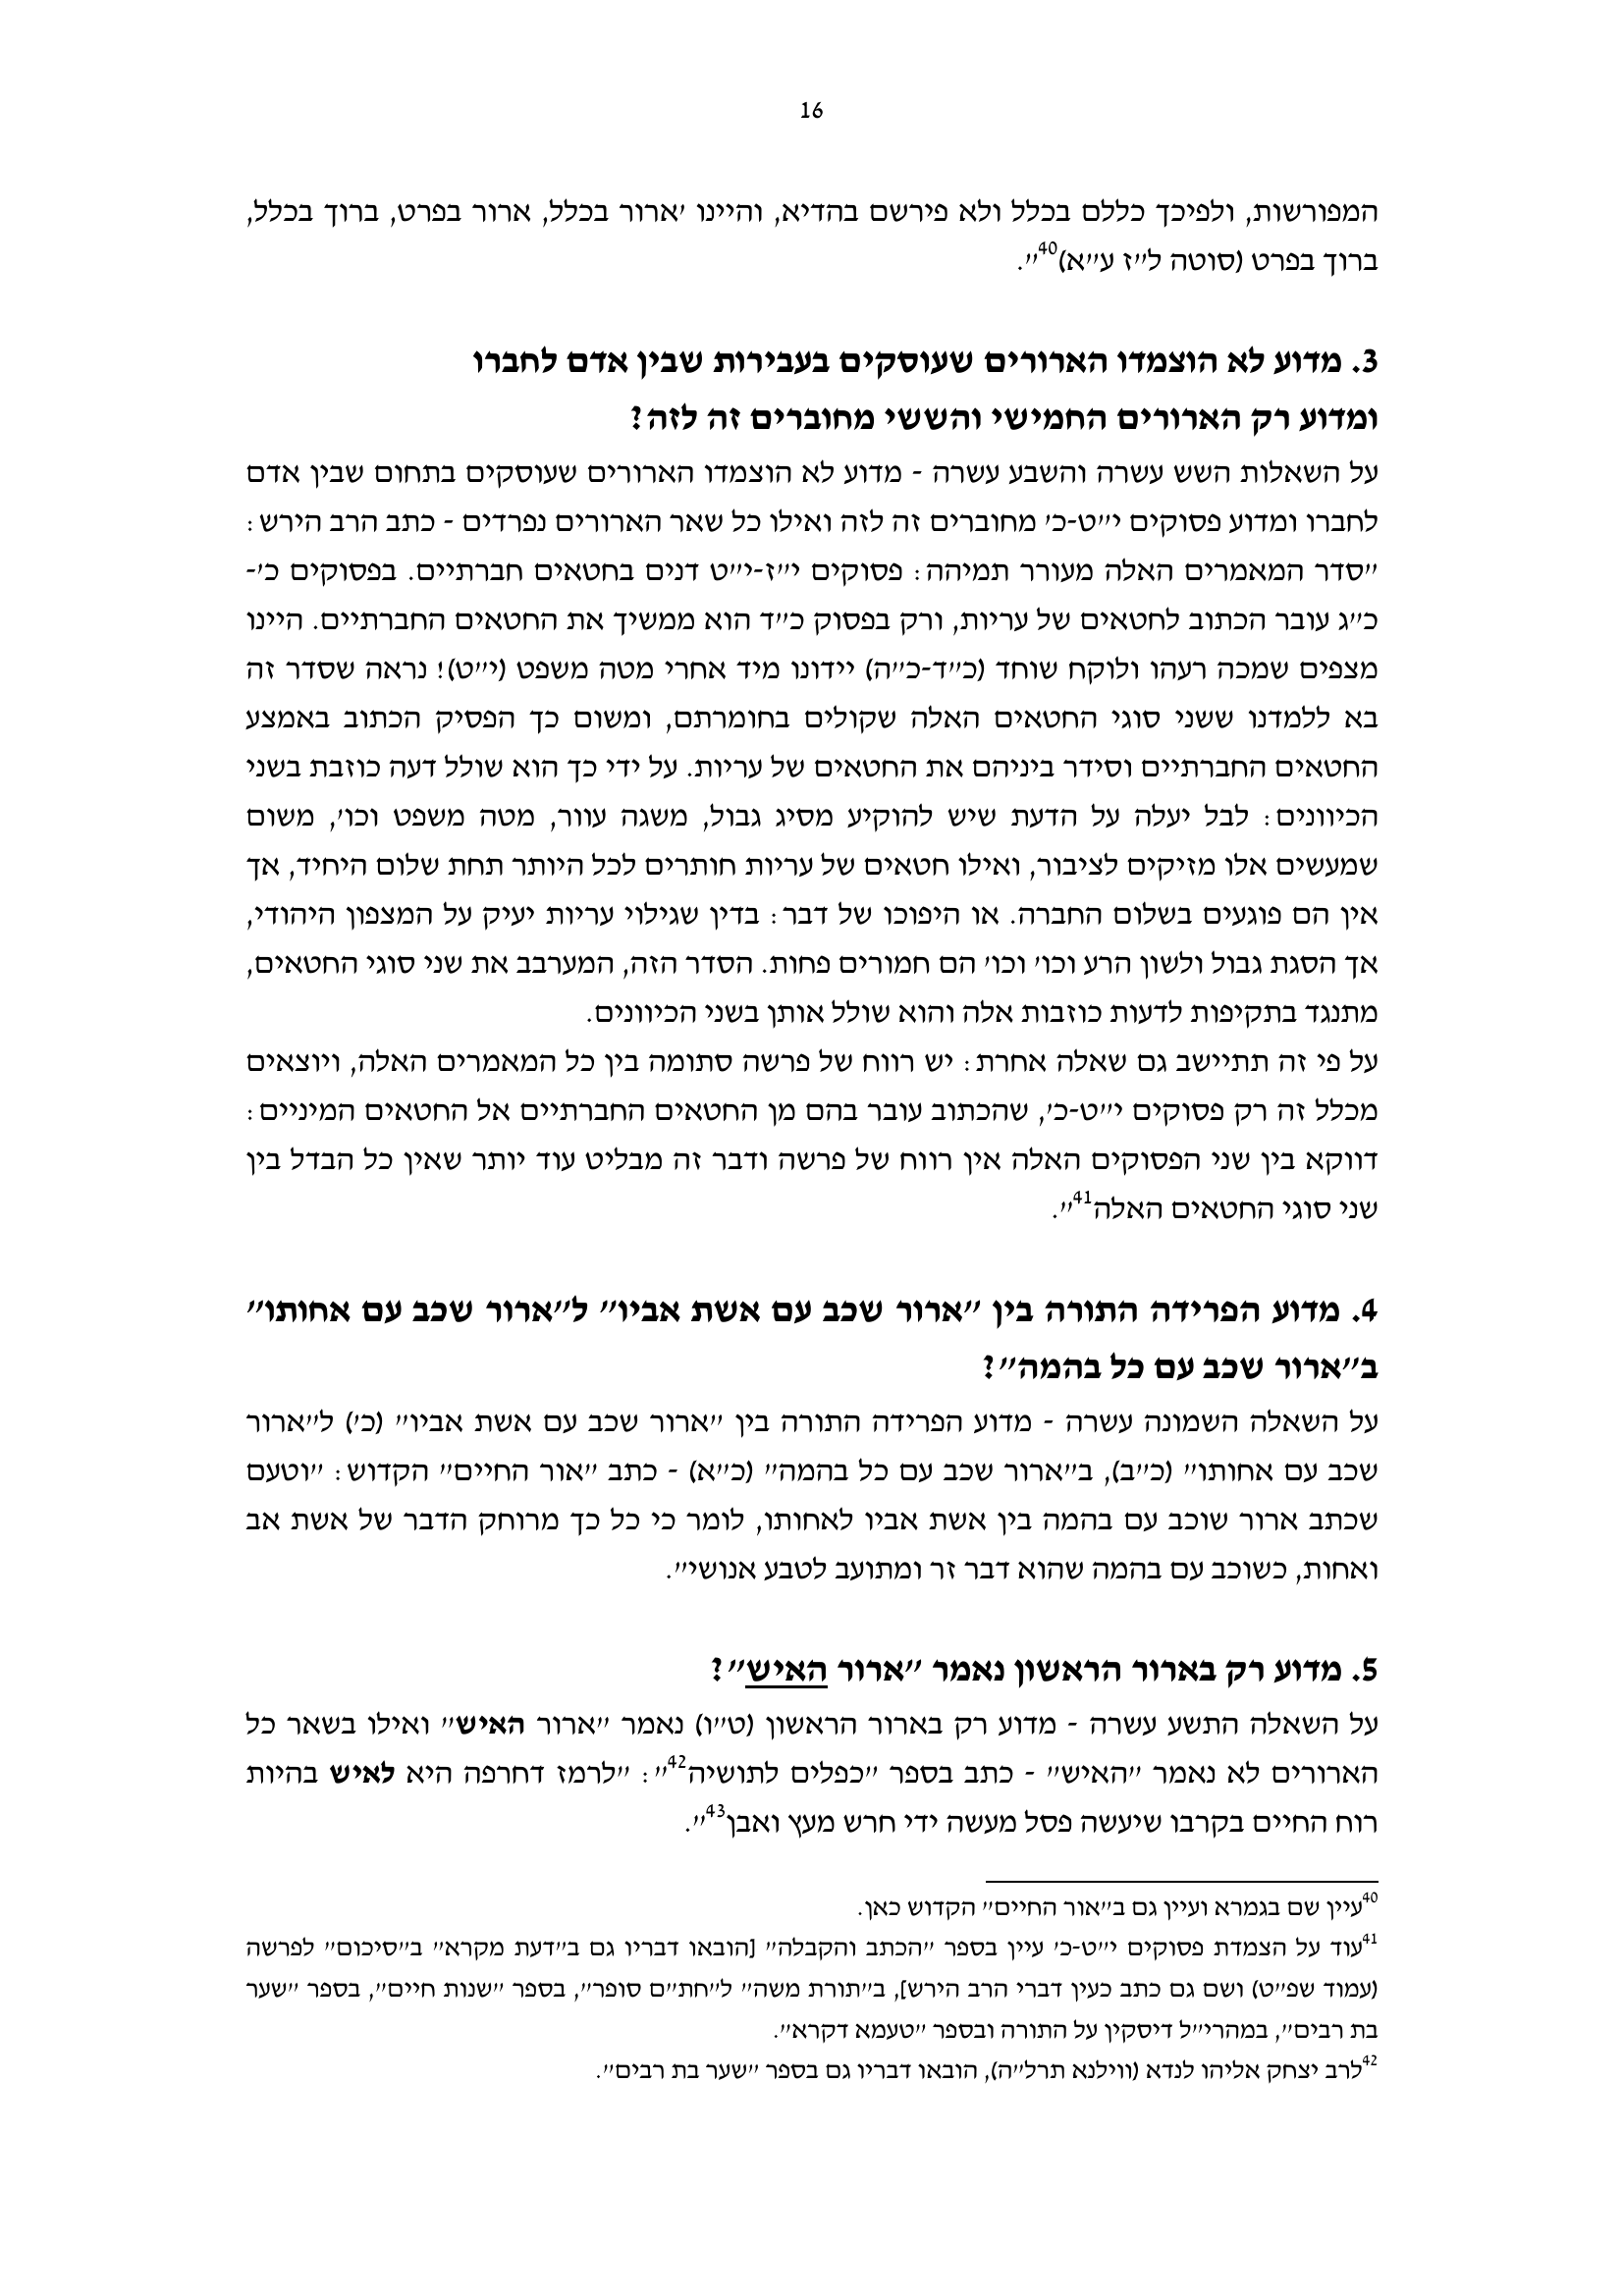 16
המפורשות, ולפיכך כללם בכלל ולא פירשם בהדיא, והיינו 'ארור בכלל, ארור בפרט, ברוך בכלל,
ברוך בפרט (סוטה ל"ז ע"א)40".
3. מדוע לא הוצמדו הארורים שעוסקים בעבירות שבין אדם לחברו
ומדוע רק הארורים החמישי והששי מחוברים זה לזה?
על השאלות השש עשרה והשבע עשרה - מדוע לא הוצמדו הארורים שעוסקים בתחום שבין אדם
לחברו ומדוע פסוקים י"ט-כ' מחוברים זה לזה ואילו כל שאר הארורים נפרדים - כתב הרב הירש:
"סדר המאמרים האלה מעורר תמיהה: פסוקים י"ז-י"ט דנים בחטאים חברתיים. בפסוקים כ'-
כ"ג עובר הכתוב לחטאים של עריות, ורק בפסוק כ"ד הוא ממשיך את החטאים החברתיים. היינו
מצפים שמכה רעהו ולוקח שוחד (כ"ד-כ"ה) יידונו מיד אחרי מטה משפט (י"ט)! נראה שסדר זה
בא ללמדנו ששני סוגי החטאים האלה שקולים בחומרתם, ומשום כך הפסיק הכתוב באמצע
החטאים החברתיים וסידר ביניהם את החטאים של עריות. על ידי כך הוא שולל דעה כוזבת בשני
הכיוונים: לבל יעלה על הדעת שיש להוקיע מסיג גבול, משגה עוור, מטה משפט וכו', משום
שמעשים אלו מזיקים לציבור, ואילו חטאים של עריות חותרים לכל היותר תחת שלום היחיד, אך
אין הם פוגעים בשלום החברה. או היפוכו של דבר: בדין שגילוי עריות יעיק על המצפון היהודי,
אך הסגת גבול ולשון הרע וכו' וכו' הם חמורים פחות. הסדר הזה, המערבב את שני סוגי החטאים,
מתנגד בתקיפות לדעות כוזבות אלה והוא שולל אותן בשני הכיוונים.
על פי זה תתיישב גם שאלה אחרת: יש רווח של פרשה סתומה בין כל המאמרים האלה, ויוצאים
מכלל זה רק פסוקים י"ט-כ', שהכתוב עובר בהם מן החטאים החברתיים אל החטאים המיניים:
דווקא בין שני הפסוקים האלה אין רווח של פרשה ודבר זה מבליט עוד יותר שאין כל הבדל בין
שני סוגי החטאים האלה41".
4. מדוע הפרידה התורה בין "ארור שכב עם אשת אביו" ל"ארור שכב עם אחותו"
ב"ארור שכב עם כל בהמה"?
על השאלה השמונה עשרה - מדוע הפרידה התורה בין "ארור שכב עם אשת אביו" (כ') ל"ארור
שכב עם אחותו" (כ"ב), ב"ארור שכב עם כל בהמה" (כ"א) - כתב "אור החיים" הקדוש: "וטעם
שכתב ארור שוכב עם בהמה בין אשת אביו לאחותו, לומר כי כל כך מרוחק הדבר של אשת אב
ואחות, כשוכב עם בהמה שהוא דבר זר ומתועב לטבע אנושי".
5. מדוע רק בארור הראשון נאמר "ארור האיש"?
על השאלה התשע עשרה - מדוע רק בארור הראשון (ט"ו) נאמר "ארור האיש" ואילו בשאר כל
הארורים לא נאמר "האיש" - כתב בספר "כפלים לתושיה42": "לרמז דחרפה היא לאיש בהיות
רוח החיים בקרבו שיעשה פסל מעשה ידי חרש מעץ ואבן43".
40עיין שם בגמרא ועיין גם ב"אור החיים" הקדוש כאן.
41עוד על הצמדת פסוקים י"ט-כ' עיין בספר "הכתב והקבלה" [הובאו דבריו גם ב"דעת מקרא" ב"סיכום" לפרשה
(עמוד שפ"ט) ושם גם כתב כעין דברי הרב הירש], ב"תורת משה" ל"חת"ם סופר", בספר "שנות חיים", בספר "שער
בת רבים", במהרי"ל דיסקין על התורה ובספר "טעמא דקרא".
42לרב יצחק אליהו לנדא (ווילנא תרל"ה), הובאו דבריו גם בספר "שער בת רבים".